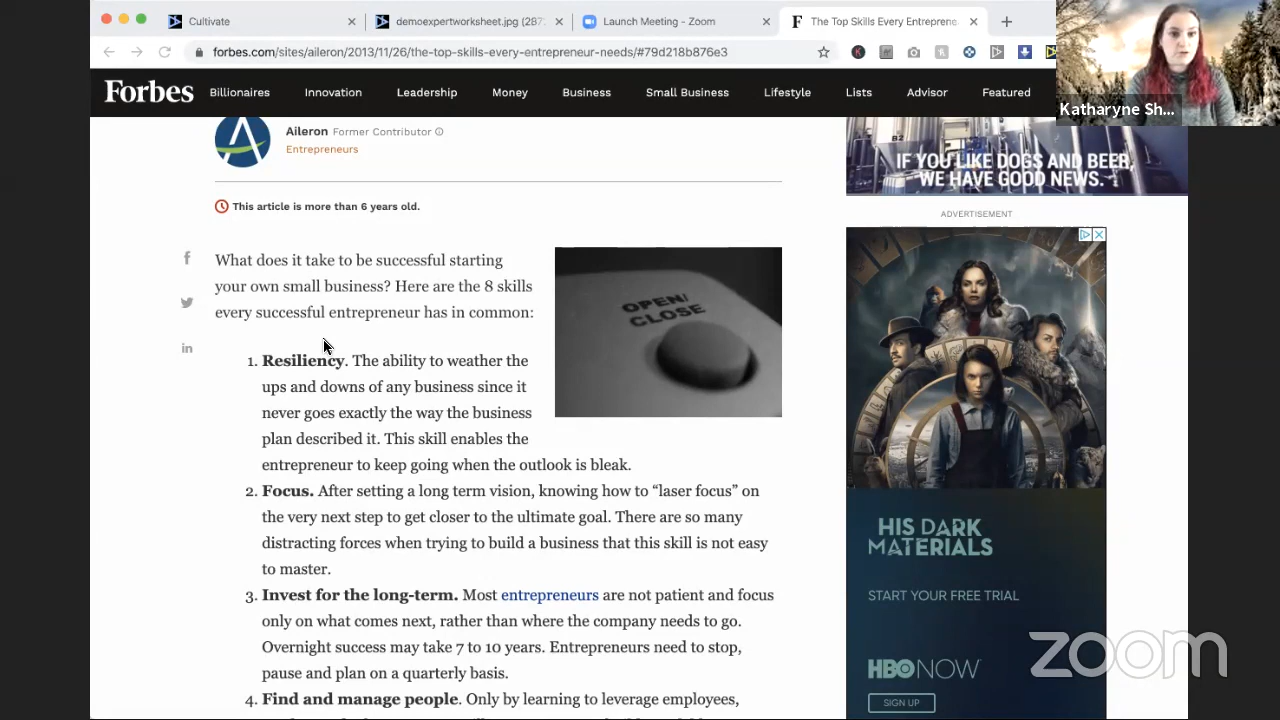 Cultivate
demoexpertworksheet.jpg (287
Launch Meeting - Zoom
F The Top Skills Every Entreprene
forbes.com/sites/aileron/2013/11/26/the-top-skills-every-entrepreneur-needs/#79d218b876e3
Katharyne Sh...
Forbes
Billionaires Innovation Leadership Money Business Small Business Lifestyle Lists Advisor Featured
Aileron Former Contributor
Entrepreneurs
This article is more than 6 years old.
What does it take to be successful starting
your own small business? Here are the 8 skills
every successful entrepreneur has in common:
OPEN/
CLOSE
1. Resiliency. The ability to weather the
ups and downs of any business since it
never goes exactly the way the business
plan described it. This skill enables the
entrepreneur to keep going when the outlook is bleak.
2. Focus. After setting a long term vision, knowing how to “laser focus” on
the very next step to get closer to the ultimate goal. There are so many
distracting forces when trying to build a business that this skill is not easy
to master.
3. Invest for the long-term. Most entrepreneurs are not patient and focus
only on what comes next, rather than where the company needs to go.
Overnight success may take 7 to 10 years. Entrepreneurs need to stop,
pause and plan on a quarterly basis.
4. Find and manage people. Only by learning to leverage employees,
B2
IF YOU LIKE DOGS AND BEER,
WE HAVE GOOD NEWS.
ADVERTISEMENT
HIS DARK
MATERIALS
START YOUR FREE TRIAL
HBO NOW
SIGN UP
zoom